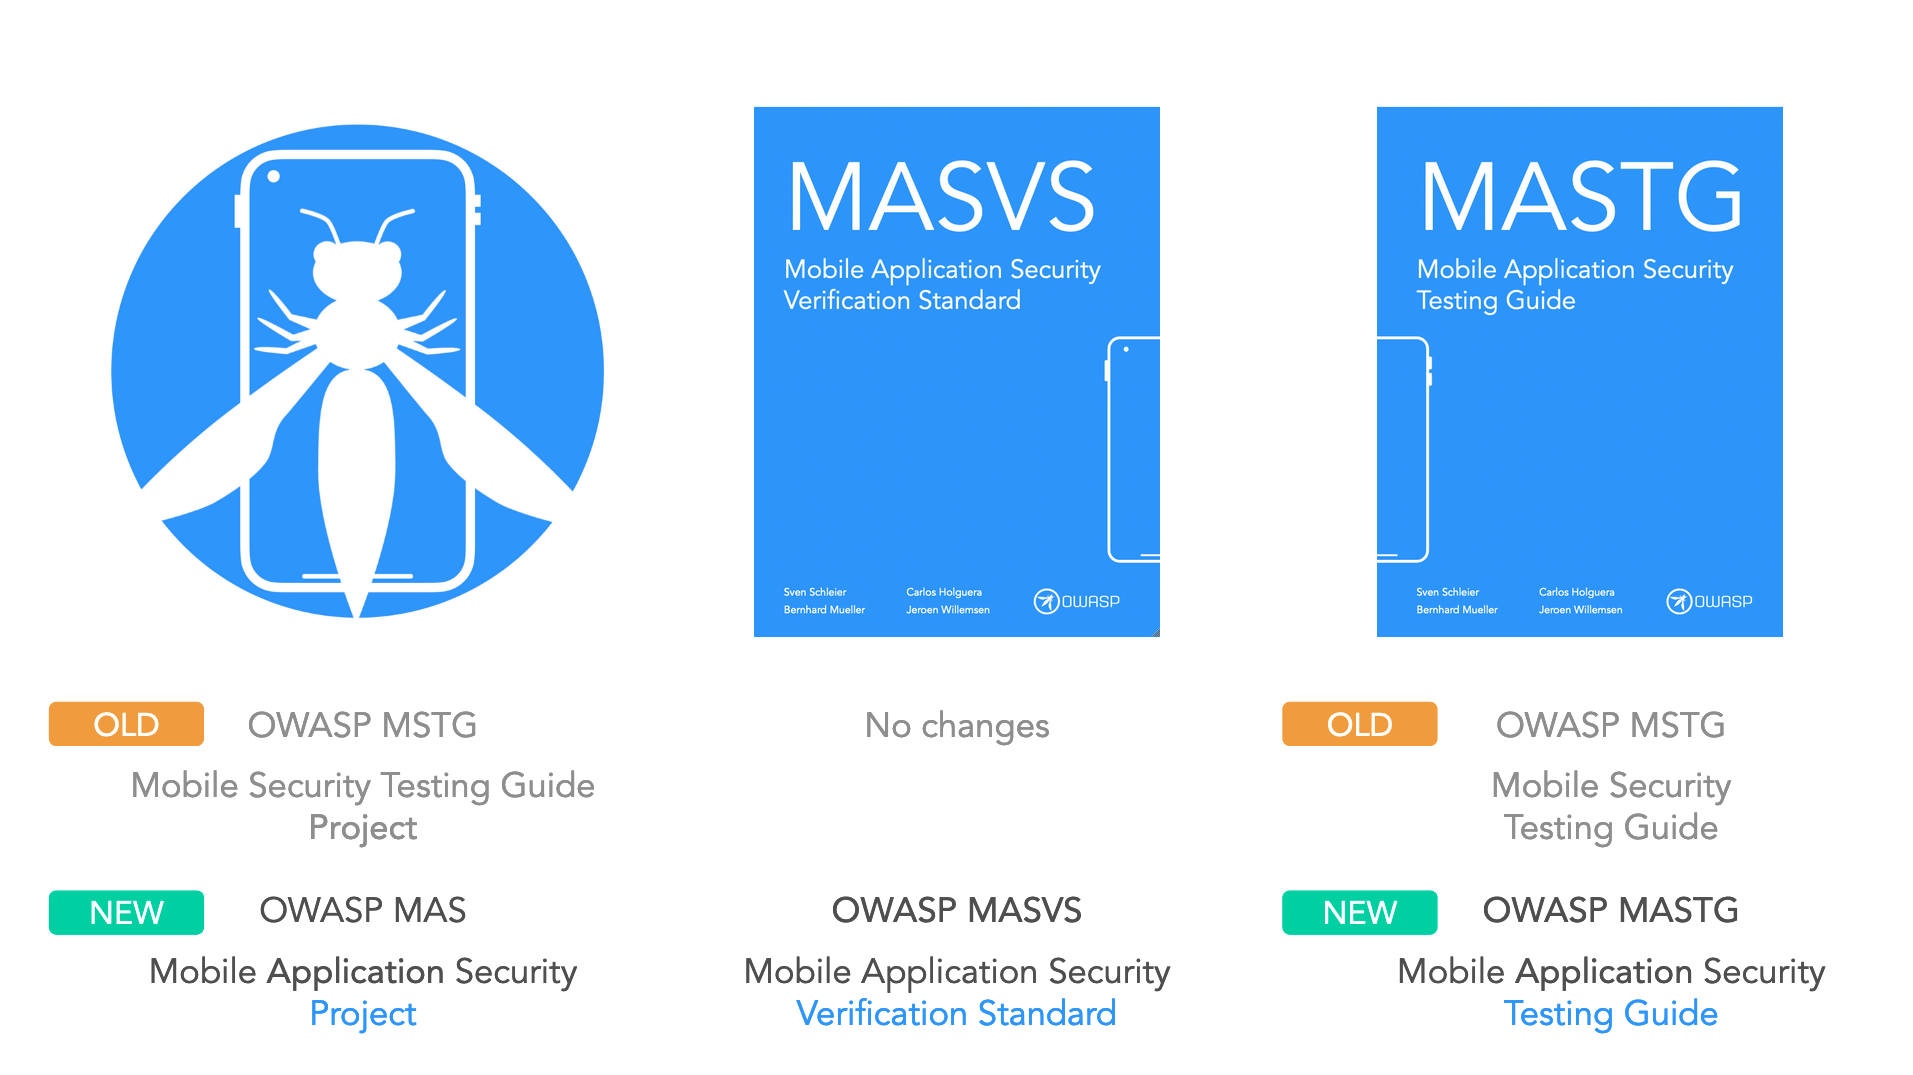 MASVS
Mobile Application Security
Verification Standard
Sven Schleier
Bernhard Mueller
Carlos Holguera
Jeroen Willemsen
OWASP
MASTG
Mobile Application Security
Testing Guide
Sven Schleier
Bernhard Mueller
Carlos Holguera
Jeroen Willemsen
OWASP
OLD
OWASP MSTG
Mobile Security Testing Guide
Project
NEW
OWASP MAS
Mobile Application Security
Project
No changes
OWASP MASVS
Mobile Application Security
Verification Standard
OLD
OWASP MSTG
Mobile Security
Testing Guide
NEW
OWASP MASTG
Mobile Application Security
Testing Guide